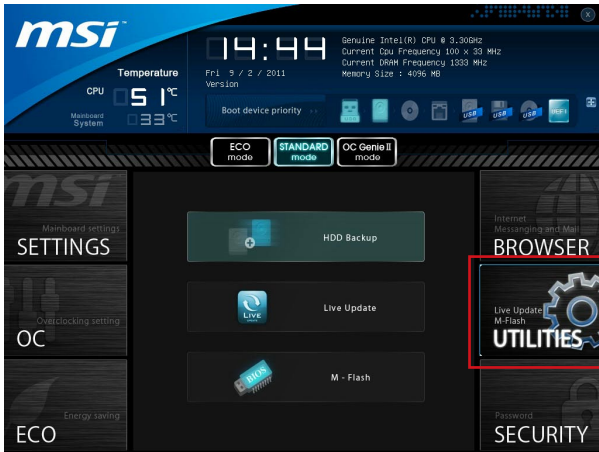 msi
14:44
Fri 9 / 2 / 2011
Version
Genuine Intel(R) CPU @ 3.30GHz
Current Cpu Frequency 100 x 33 MHz
Current DRAM Frequency 1333 MHz
Memory Size : 4096 MB
Temperature
CPU 51°C
Mainboard
System 33°C
Boot device priority
USB USB USB UEFI
ECO
mode
STANDARD
mode
OC Genie II
mode
msi
Mainboard settings
SETTINGS
Overclocking setting
OC
Energy saving
ECO
HDD Backup
LIVE
Live Update
BIOS
M - Flash
Internet
Messanging and Mail
BROWSER
Live Update
M-Flash
UTILITIES
Password
SECURITY